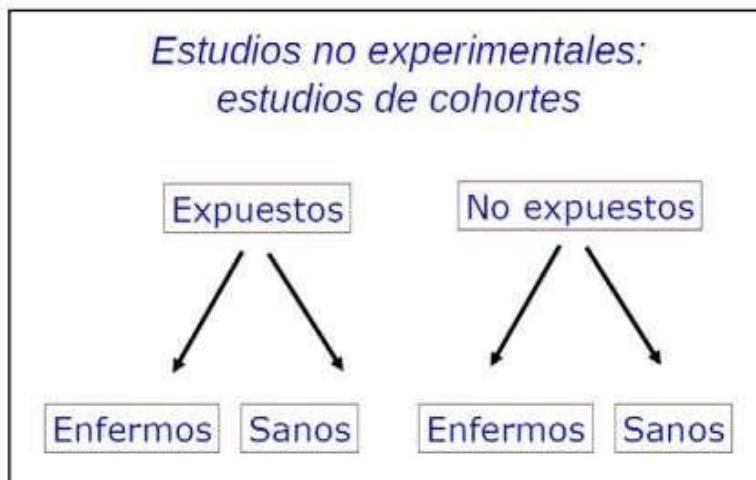 Estudios no experimentales:
estudios de cohortes
Expuestos
No expuestos
Enfermos
Sanos
Enfermos
Sanos